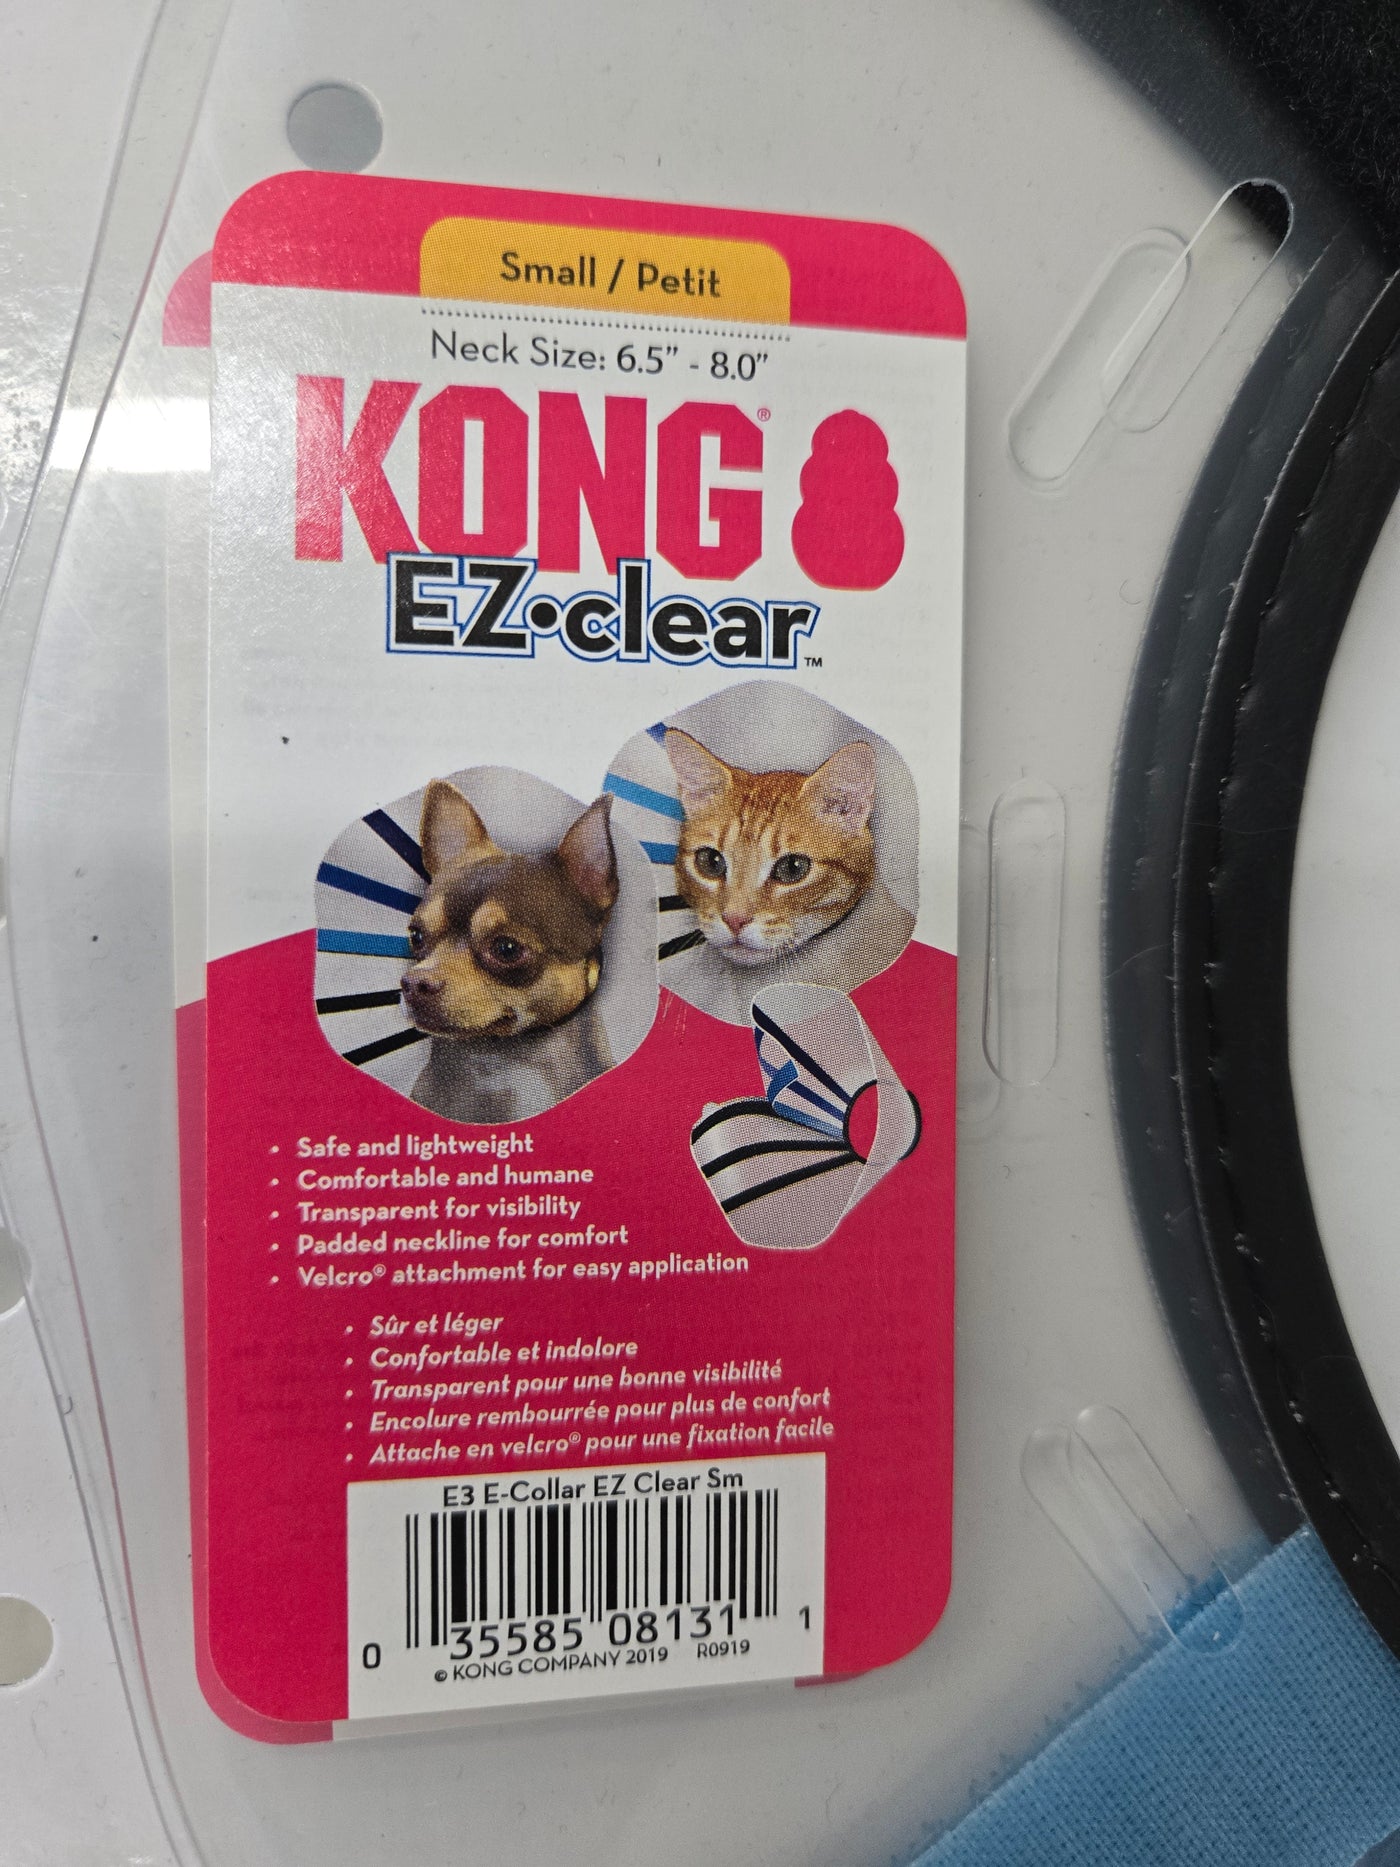 Small / Petit
Neck Size: 6.5” - 8.0”
KONG®
EZ•clear™
• Safe and lightweight
• Comfortable and humane
• Transparent for visibility
• Padded neckline for comfort
• Velcro® attachment for easy application
• Sûr et léger
• Confortable et indolore
• Transparent pour une bonne visibilité
• Encolure rembourrée pour plus de confort
• Attache en velcro® pour une fixation facile
E3 E-Collar EZ Clear Sm
0 35585 08131 1
© KONG COMPANY 2019 R0919